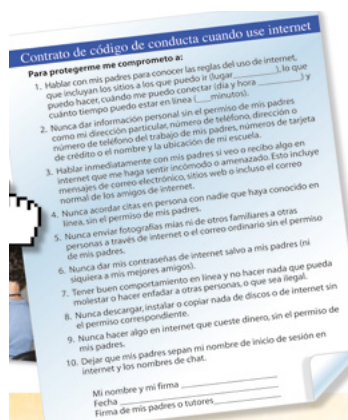 Contrato de código de conducta cuando use internet
Para protegerme me comprometo a:
1. Hablar con mis padres para conocer las reglas del uso de internet,
que incluyan los sitios a los que puedo ir (lugar__________), lo que
puedo hacer, cuándo me puedo conectar (día y hora ________) y
cuánto tiempo puedo estar en línea (___ minutos).
2. Nunca dar información personal sin el permiso de mis padres
como mi dirección particular, número de teléfono, dirección o
número de teléfono del trabajo de mis padres, números de tarjeta
de crédito o el nombre y la ubicación de mi escuela.
3. Hablar inmediatamente con mis padres si veo o recibo algo en
internet que me haga sentir incómodo o amenazado. Esto incluye
mensajes de correo electrónico, sitios web o incluso el correo
normal de los amigos de internet.
4. Nunca acordar citas en persona con nadie que haya conocido en
línea, sin el permiso de mis padres.
5. Nunca enviar fotografías mías ni de otros familiares a otras
personas a través de internet o el correo ordinario sin el permiso
de mis padres.
6. Nunca dar mis contraseñas de internet salvo a mis padres (ni
siquiera a mis mejores amigos).
7. Tener buen comportamiento en línea y no hacer nada que pueda
molestar o hacer enfadar a otras personas, o que sea ilegal.
8. Nunca descargar, instalar o copiar nada de discos o de internet sin
el permiso correspondiente.
9. Nunca hacer algo en internet que cueste dinero, sin el permiso de
mis padres.
10. Dejar que mis padres sepan mi nombre de inicio de sesión en
internet y los nombres de chat.
Mi nombre y mi firma ____________________
Fecha ____________________
Firma de mis padres o tutores____________________